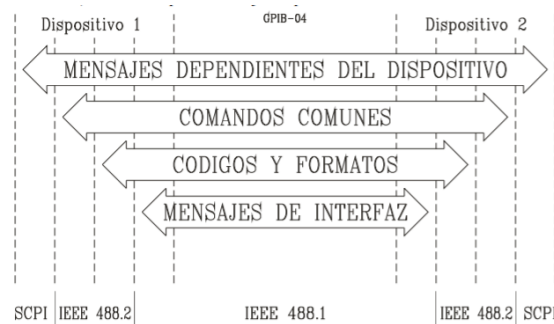 GPIB-04
Dispositivo 1 Dispositivo 2
MENSAJES DEPENDIENTES DEL DISPOSITIVO
COMANDOS COMUNES
CODIGOS Y FORMATOS
MENSAJES DE INTERFAZ
SCPI IEEE 488.2 IEEE 488.1 IEEE 488.2 SCPI